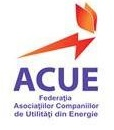 ACUE
Federația
Asociațiilor Companiilor
de Utilități din Energie